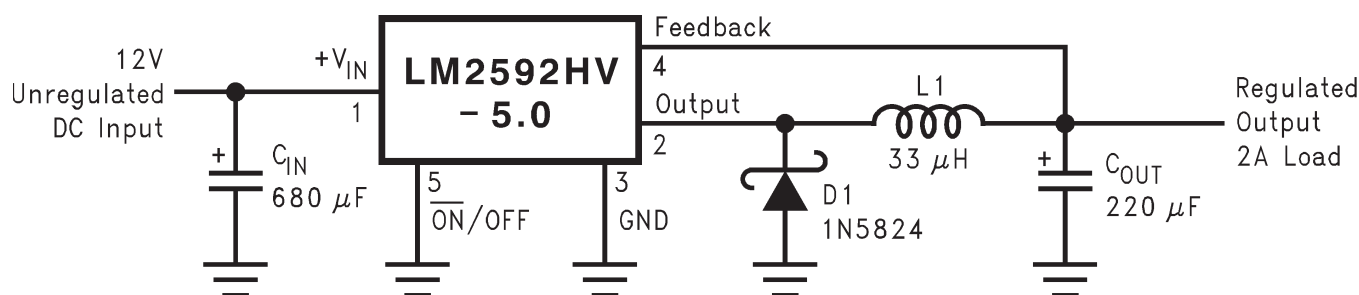 12V
Unregulated
DC Input
+
C_IN
680 μF
+V_IN
1
LM2592HV
– 5.0
5
O̅N̅/OFF
3
GND
Feedback
4
Output
2
D1
1N5824
L1
33 μH
+
C_OUT
220 μF
Regulated
Output
2A Load